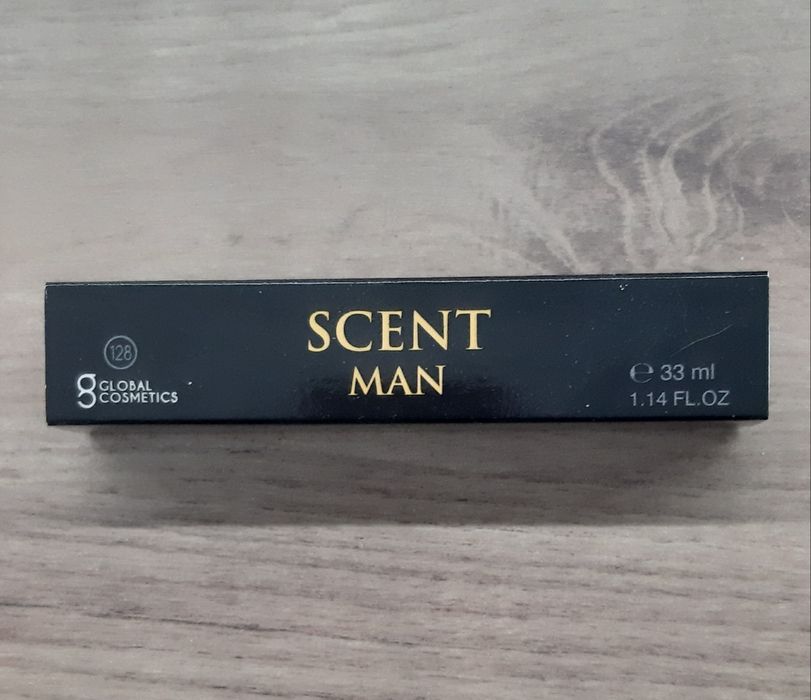 SCENT
MAN
128
GLOBAL
COSMETICS
℮ 33 ml
1.14 FL.OZ